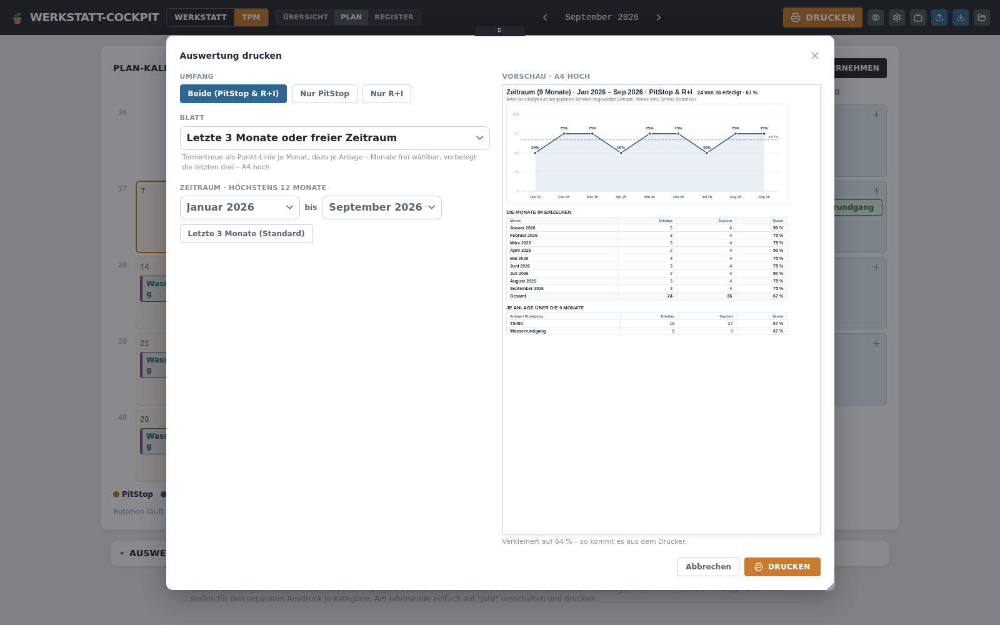 WERKSTATT-COCKPIT
WERKSTATT TPM
ÜBERSICHT PLAN REGISTER
September 2026
DRUCKEN
PLAN-KALE
ERNEHMEN
36
37
7
rundgang
38
14
Wass
g
39
21
Wass
g
40
28
Wass
g
PitStop
Rotation läuft
AUSWE
stellen für den separaten Ausdruck je Kategorie. Am Jahresende einfach auf "Jahr" umschalten und drucken.
Auswertung drucken
UMFANG
Beide (PitStop & R+I) Nur PitStop Nur R+I
BLATT
Letzte 3 Monate oder freier Zeitraum
Termintreue als Punkt-Linie je Monat, dazu je Anlage – Monate frei wählbar, vorbelegt
die letzten drei – A4 hoch
ZEITRAUM · HÖCHSTENS 12 MONATE
Januar 2026 bis September 2026
Letzte 3 Monate (Standard)
VORSCHAU · A4 HOCH
Zeitraum (9 Monate) · Jan 2026 – Sep 2026 · PitStop & R+I 24 von 36 erledigt · 67 %
Anteil der erledigten an den geplanten Terminen im gewählten Zeitraum. Monate ohne Termine bleiben leer.
100
75
50
25
0
50% 75% 75% 50% 75% 75% 50% 75% 75%
ø 67%
Jan 26 Feb 26 Mär 26 Apr 26 Mai 26 Jun 26 Jul 26 Aug 26 Sep 26
DIE MONATE IM EINZELNEN
Monat Erledigt Geplant Quote
Januar 2026 2 4 50 %
Februar 2026 3 4 75 %
März 2026 3 4 75 %
April 2026 2 4 50 %
Mai 2026 3 4 75 %
Juni 2026 3 4 75 %
Juli 2026 2 4 50 %
August 2026 3 4 75 %
September 2026 3 4 75 %
Gesamt 24 36 67 %
JE ANLAGE ÜBER DIE 9 MONATE
Anlage / Rundgang Erledigt Geplant Quote
TS480 18 27 67 %
Wasserrundgang 6 9 67 %
Verkleinert auf 64 % – so kommt es aus dem Drucker.
Abbrechen DRUCKEN